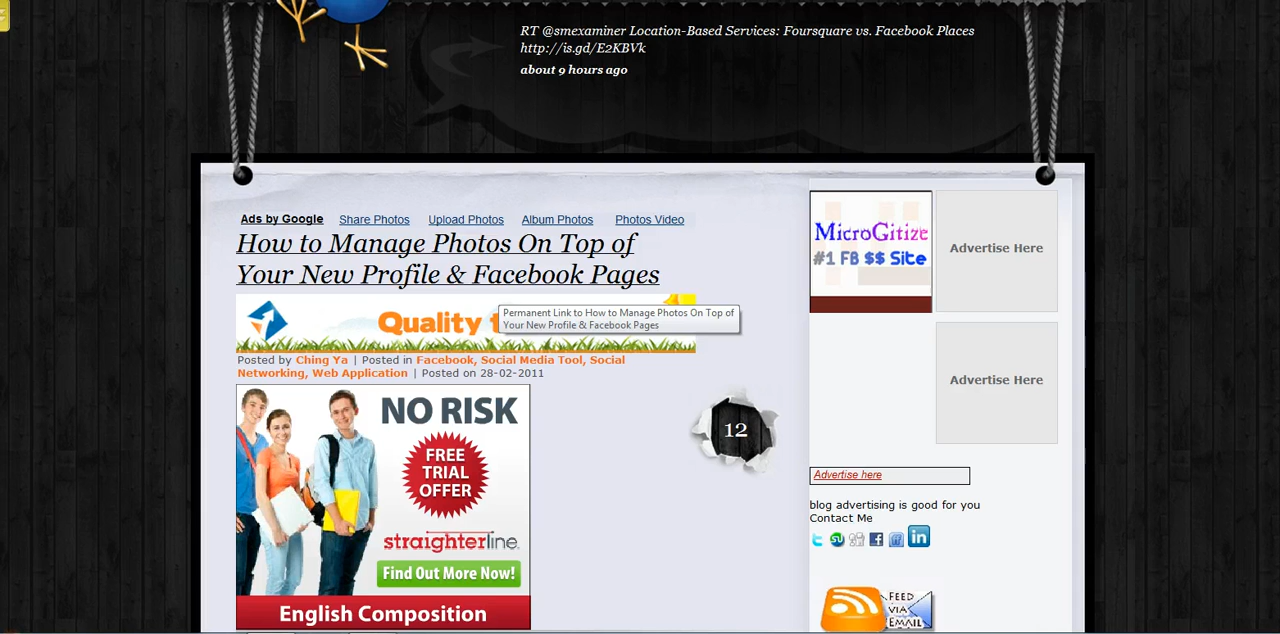 RT @smexaminer Location-Based Services: Foursquare vs. Facebook Places
http://is.gd/E2KBVk
about 9 hours ago
Ads by Google Share Photos Upload Photos Album Photos Photos Video
How to Manage Photos On Top of
Your New Profile & Facebook Pages
Quality
Permanent Link to How to Manage Photos On Top of
Your New Profile & Facebook Pages
Posted by Ching Ya | Posted in Facebook, Social Media Tool, Social
Networking, Web Application | Posted on 28-02-2011
NO RISK
FREE
TRIAL
OFFER
straighterline.
Find Out More Now!
English Composition
12
MicroGitize
#1 FB $$ Site
Advertise Here
Advertise Here
Advertise here
blog advertising is good for you
Contact Me
in
FEED
VIA
EMAIL